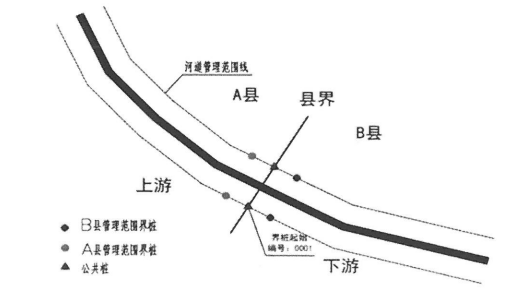 河道管理范围线
A县
县界
B县
上游
B县管理范围界桩
A县管理范围界桩
公共桩
界桩起始
编号：0001
下游